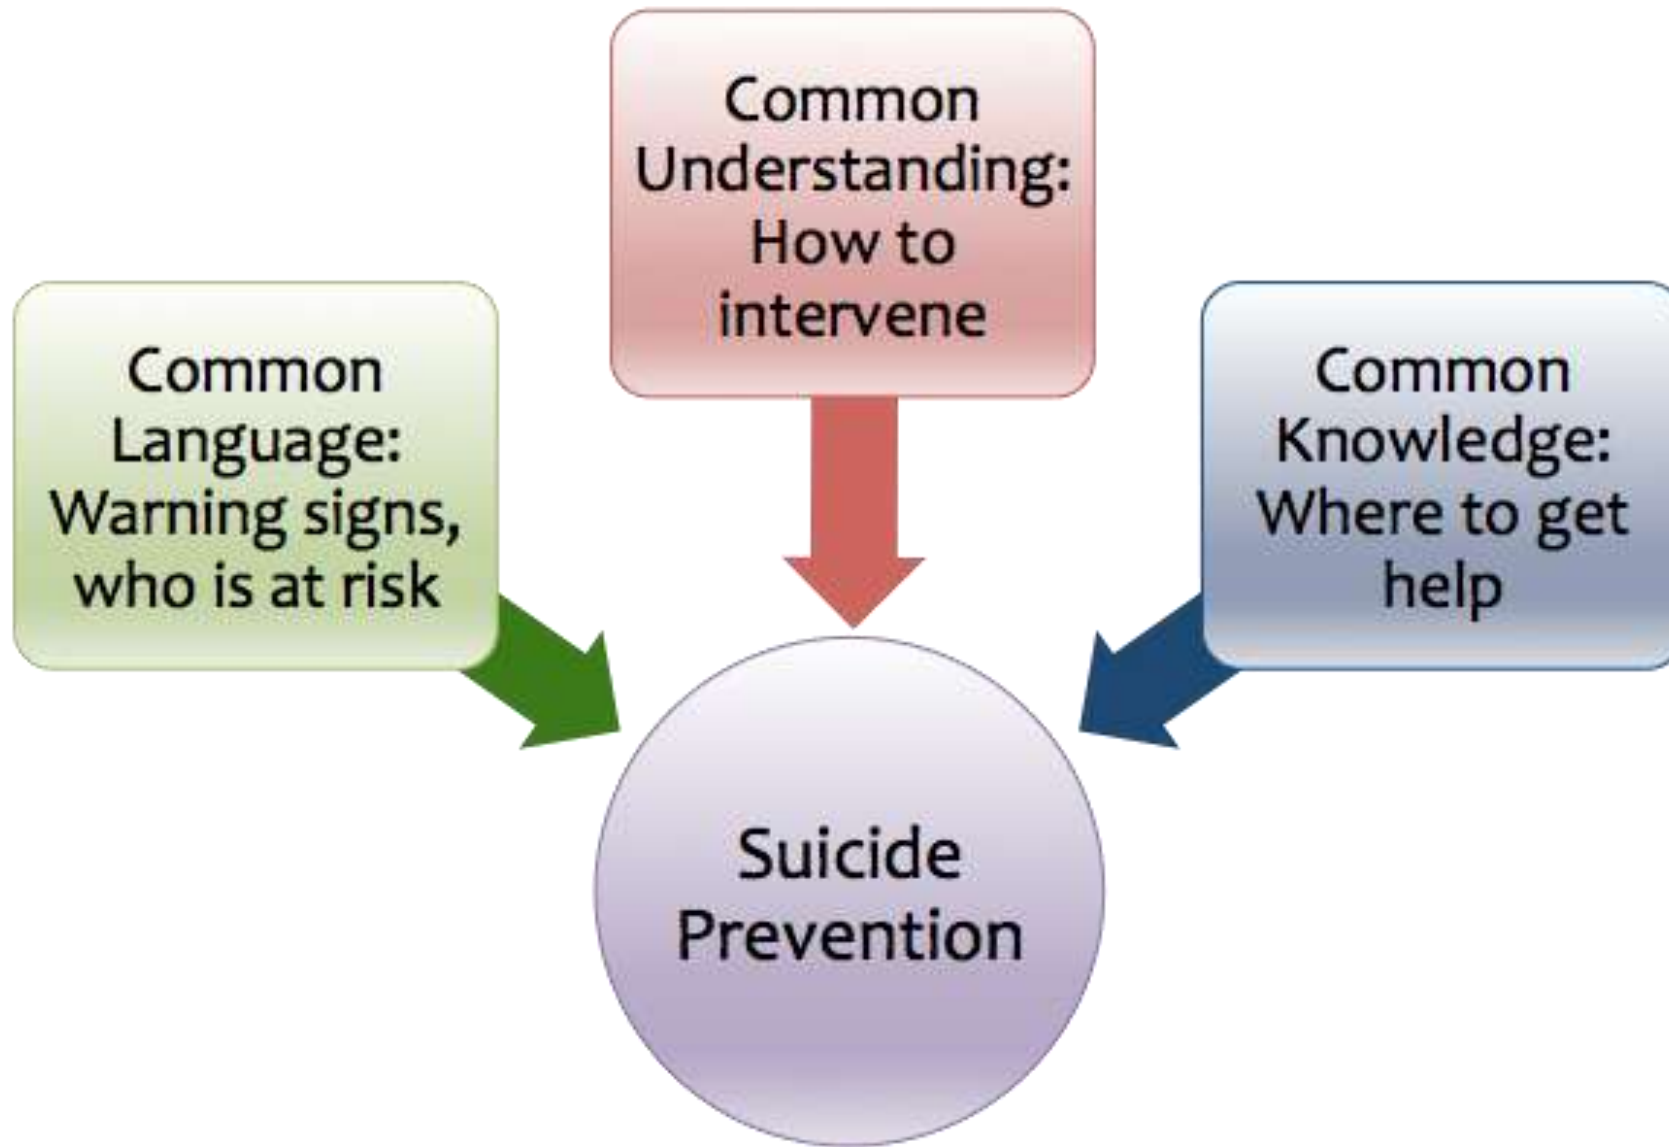 Common
Understanding:
How to
intervene
Common
Language:
Warning signs,
who is at risk
Common
Knowledge:
Where to get
help
Suicide
Prevention